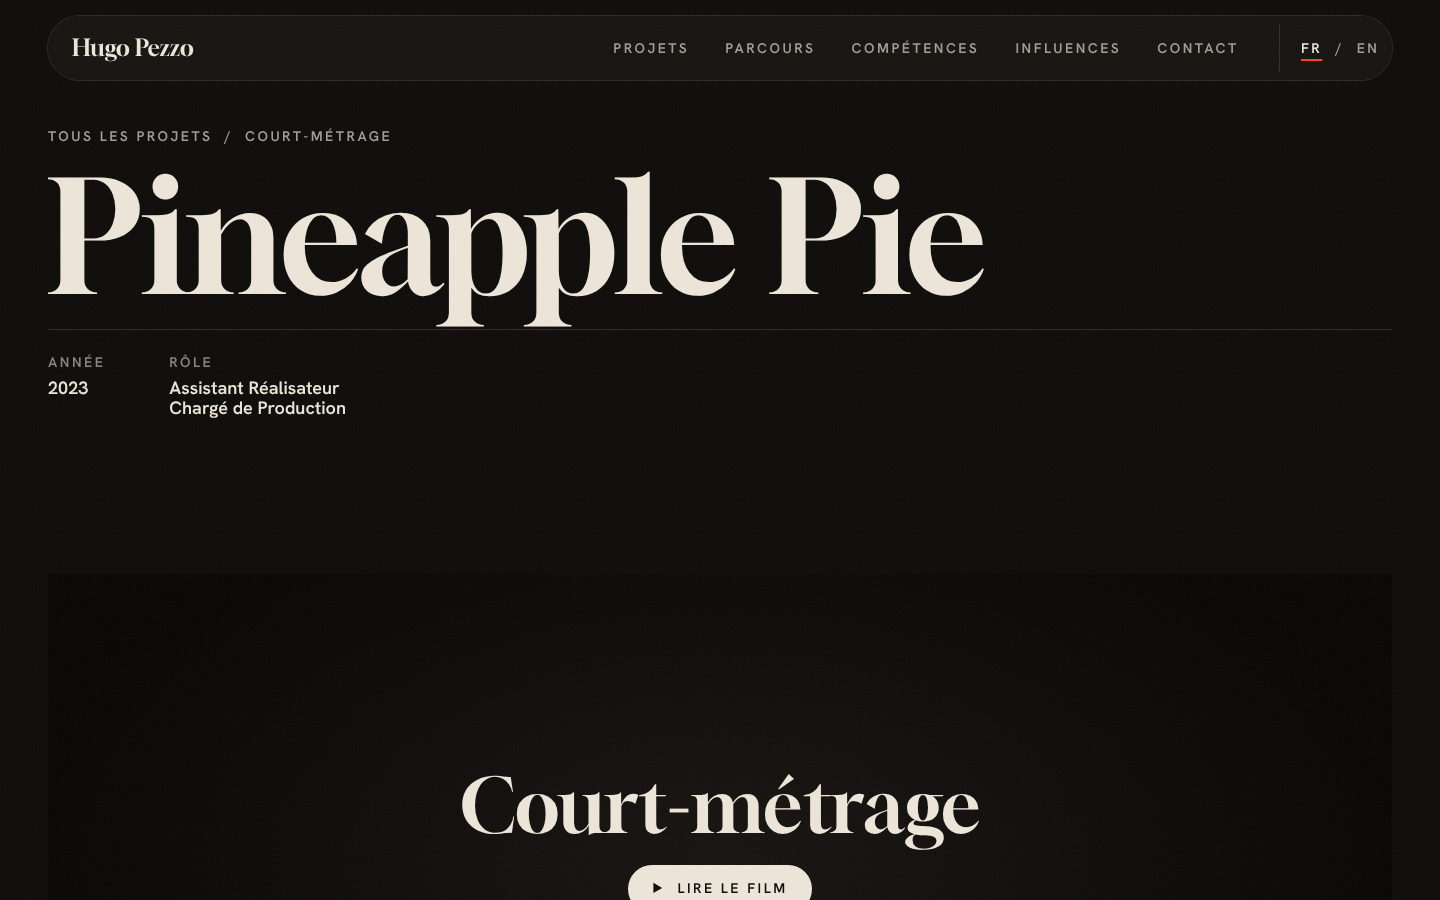 Hugo Pezzo
PROJETS PARCOURS COMPÉTENCES INFLUENCES CONTACT FR / EN
TOUS LES PROJETS / COURT-MÉTRAGE
Pineapple Pie
ANNÉE
2023
RÔLE
Assistant Réalisateur
Chargé de Production
Court-métrage
LIRE LE FILM